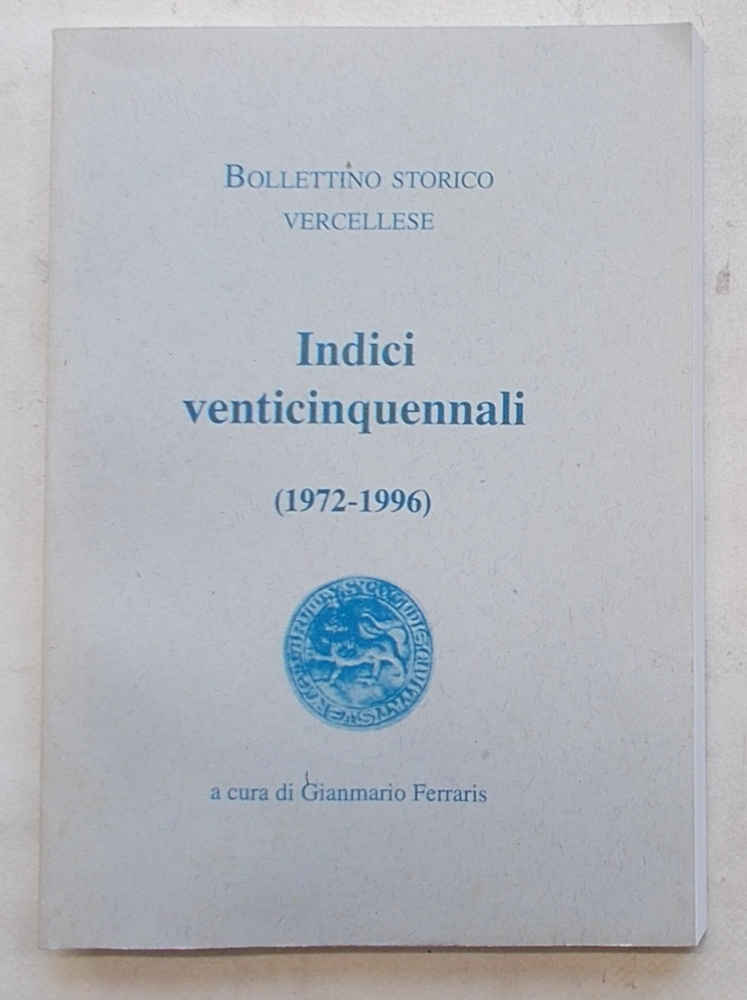 BOLLETTINO STORICO
VERCELLESE
Indici
venticinquennali
(1972-1996)
a cura di Gianmario Ferraris